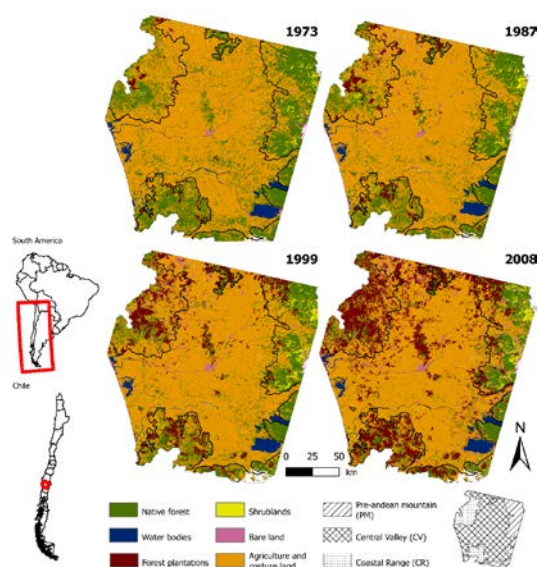 1973
1987
South America
1999
2008
Chile
N
0 25 50
km
Native forest
Shrublands
Pre-andean mountain
(PM)
Water bodies
Rare land
Central Valley (CV)
Forest plantations
Agriculture and
pasture land
Coastal Range (CR)